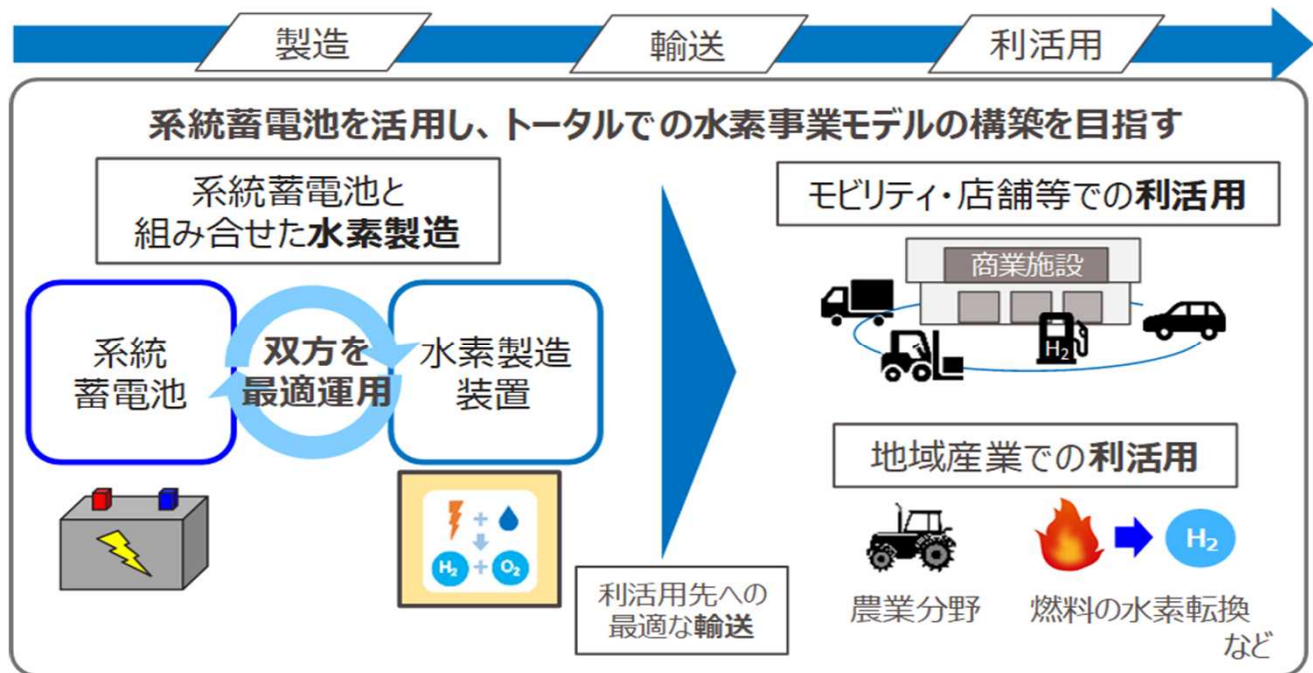 製造
輸送
利活用
系統蓄電池を活用し、トータルでの水素事業モデルの構築を目指す
系統蓄電池と
組み合せた水素製造
系統
蓄電池
双方を
最適運用
水素製造
装置
+
H₂ + O₂
利活用先への
最適な輸送
モビリティ・店舗等での利活用
商業施設
H₂
地域産業での利活用
H₂
農業分野
燃料の水素転換
など